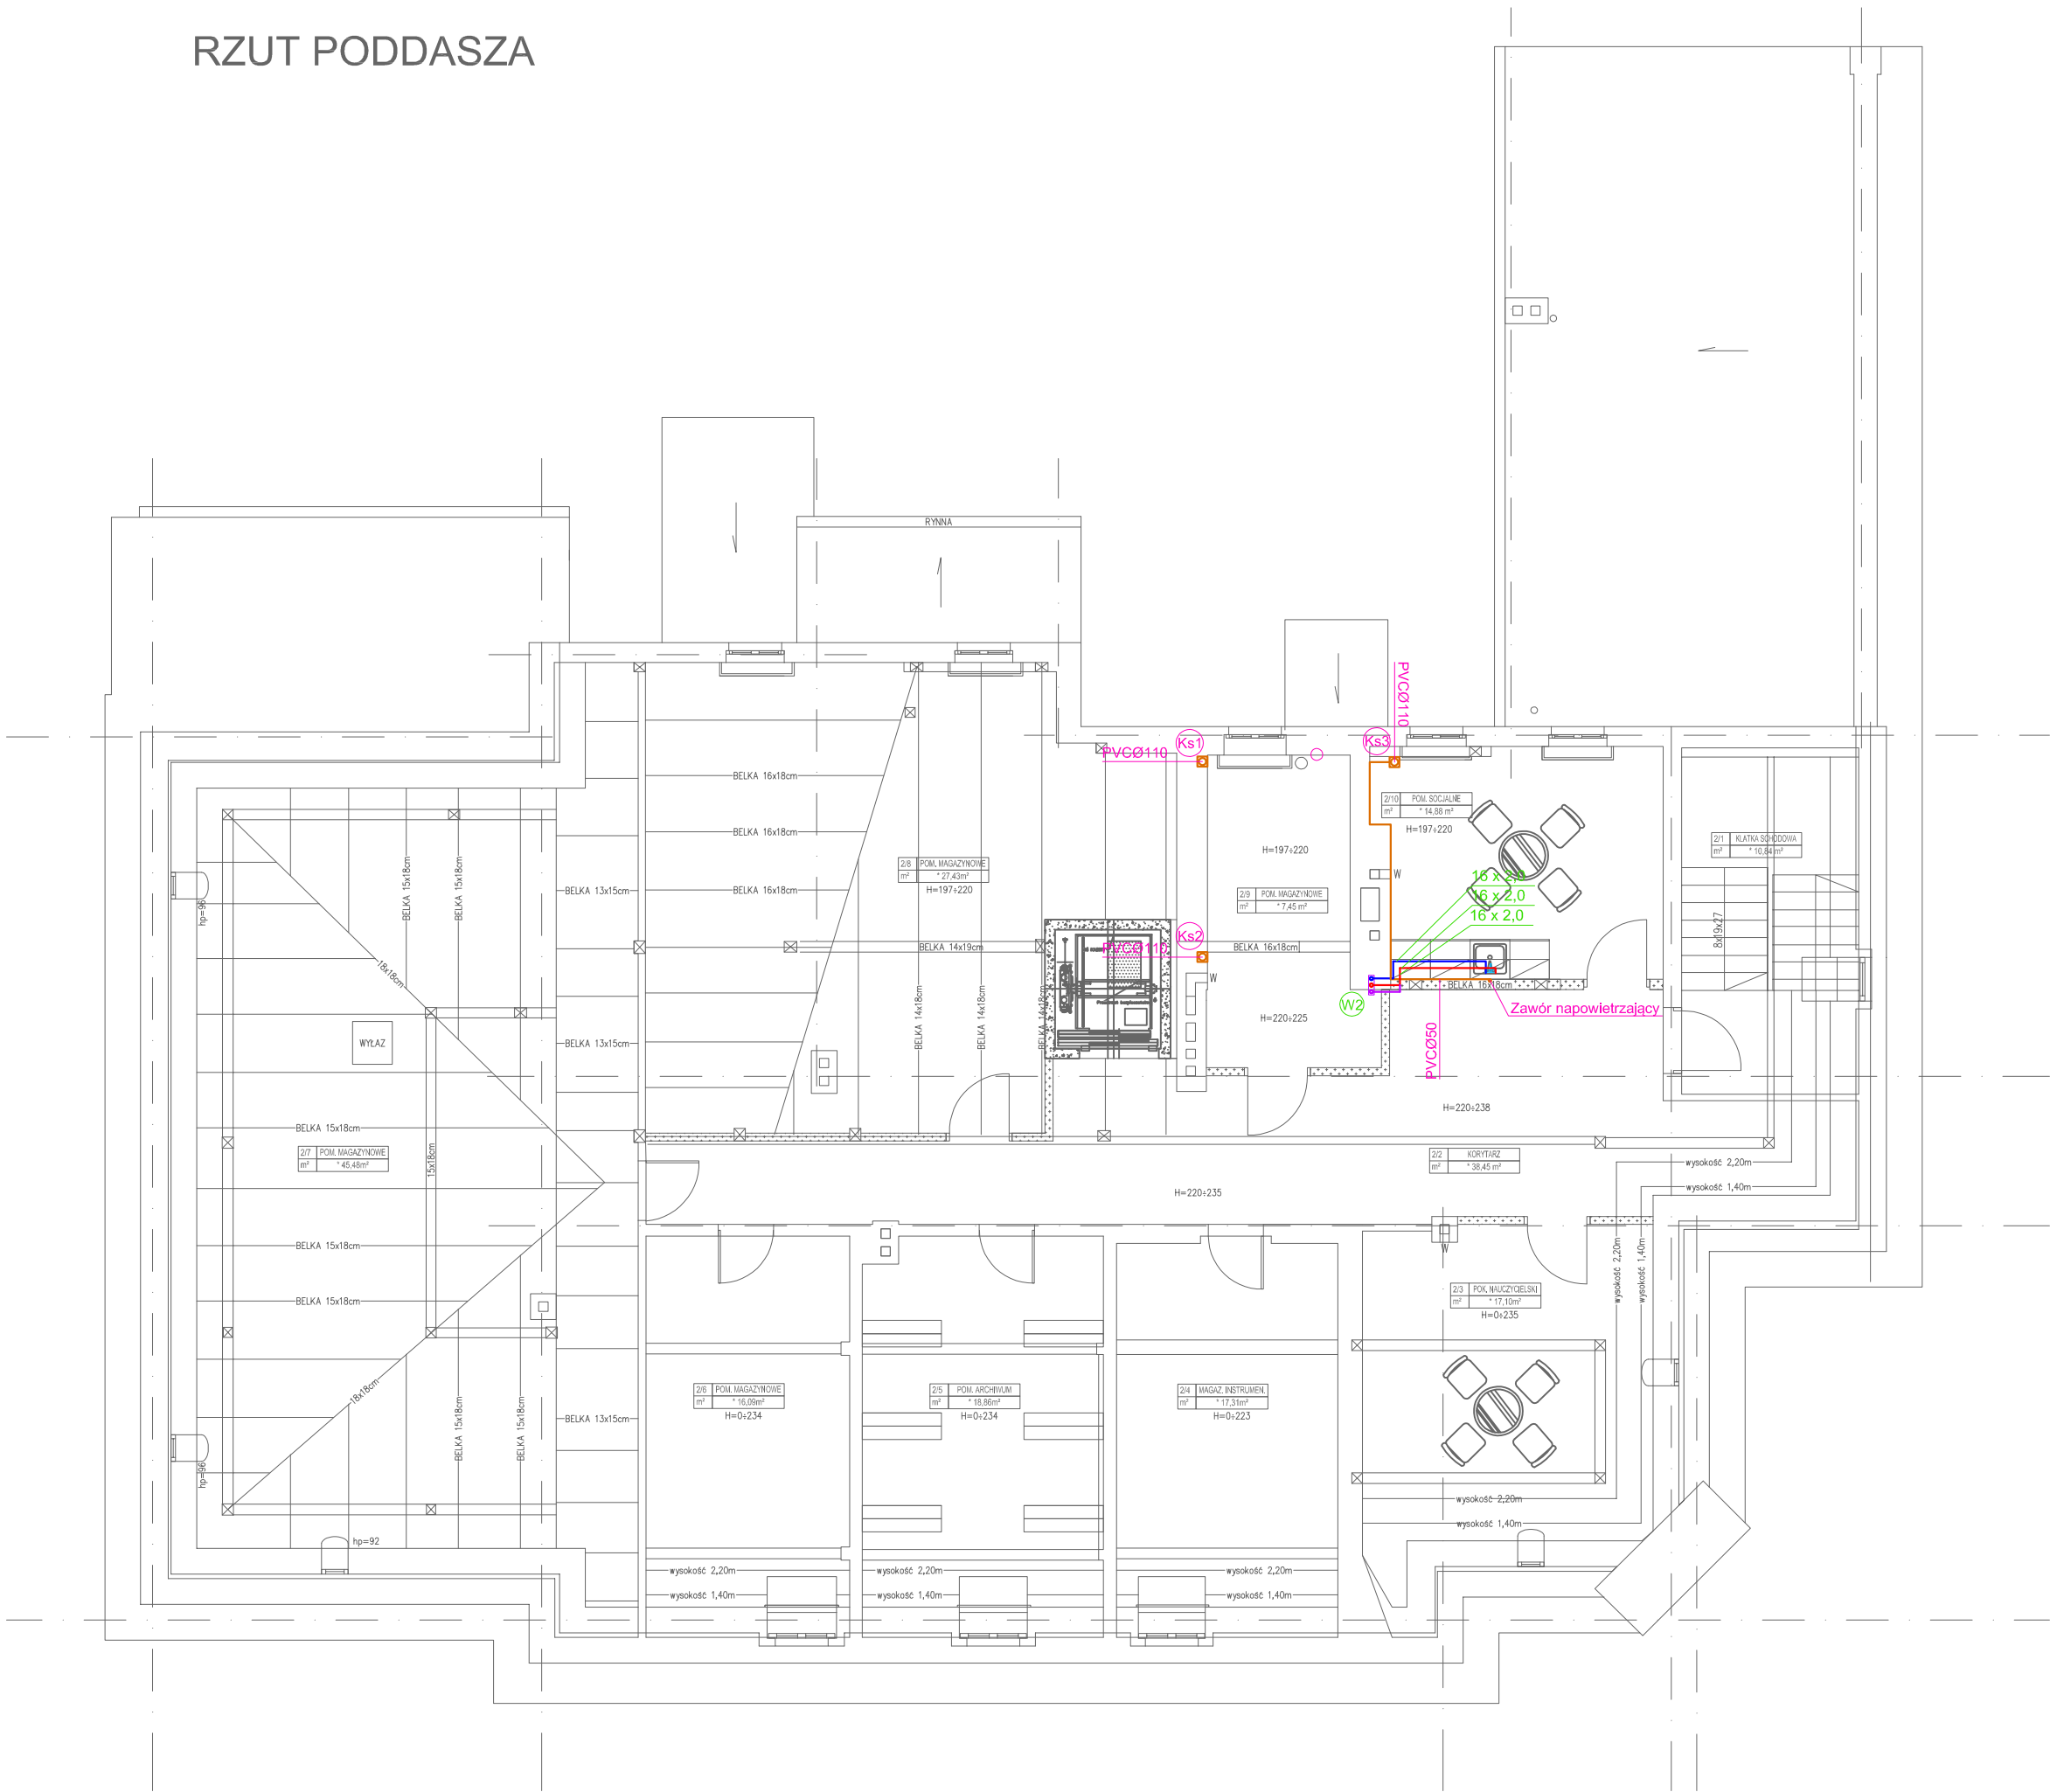 RZUT PODDASZA
RYNNA
PVCØ110
Ks1
Ks3
PVCØ110
BELKA 16x18cm
BELKA 16x18cm
BELKA 16x18cm
BELKA 13x15cm
BELKA 15x18cm
BELKA 15x18cm
hp=96
2/8 POM. MAGAZYNOWE
m² * 27,43m²
H=197÷220
H=197÷220
2/9 POM. MAGAZYNOWE
m² * 7,45 m²
2/10 POM. SOCJALNE
m² * 14,88 m²
H=197÷220
W
16 x 2,0
16 x 2,0
16 x 2,0
2/1 KLATKA SCHODOWA
m² * 10,84 m²
8x19x27
Ks2
PVCØ110
BELKA 14x19cm
BELKA 16x18cm
18x18cm
W
W2
BELKA 16x18cm
Zawór napowietrzający
PVCØ50
H=220÷225
BELKA 14x18cm
BELKA 14x18cm
BELKA 14x18cm
WYŁAZ
BELKA 13x15cm
H=220÷238
BELKA 15x18cm
2/7 POM. MAGAZYNOWE
m² * 45,48m²
15x18cm
2/2 KORYTARZ
m² * 38,45 m²
H=220÷235
wysokość 2,20m
wysokość 1,40m
BELKA 15x18cm
BELKA 15x18cm
W
wysokość 2,20m
wysokość 1,40m
2/3 POK. NAUCZYCIELSKI
m² * 17,10m²
H=0÷235
18x18cm
BELKA 15x18cm
BELKA 15x18cm
BELKA 13x15cm
2/6 POM. MAGAZYNOWE
m² * 16,09m²
H=0÷234
2/5 POM. ARCHIWUM
m² * 18,86m²
H=0÷234
2/4 MAGAZ. INSTRUMEN.
m² * 17,31m²
H=0÷223
hp=96
hp=92
wysokość 2,20m
wysokość 1,40m
wysokość 2,20m
wysokość 1,40m
wysokość 2,20m
wysokość 1,40m
wysokość 2,20m
wysokość 1,40m